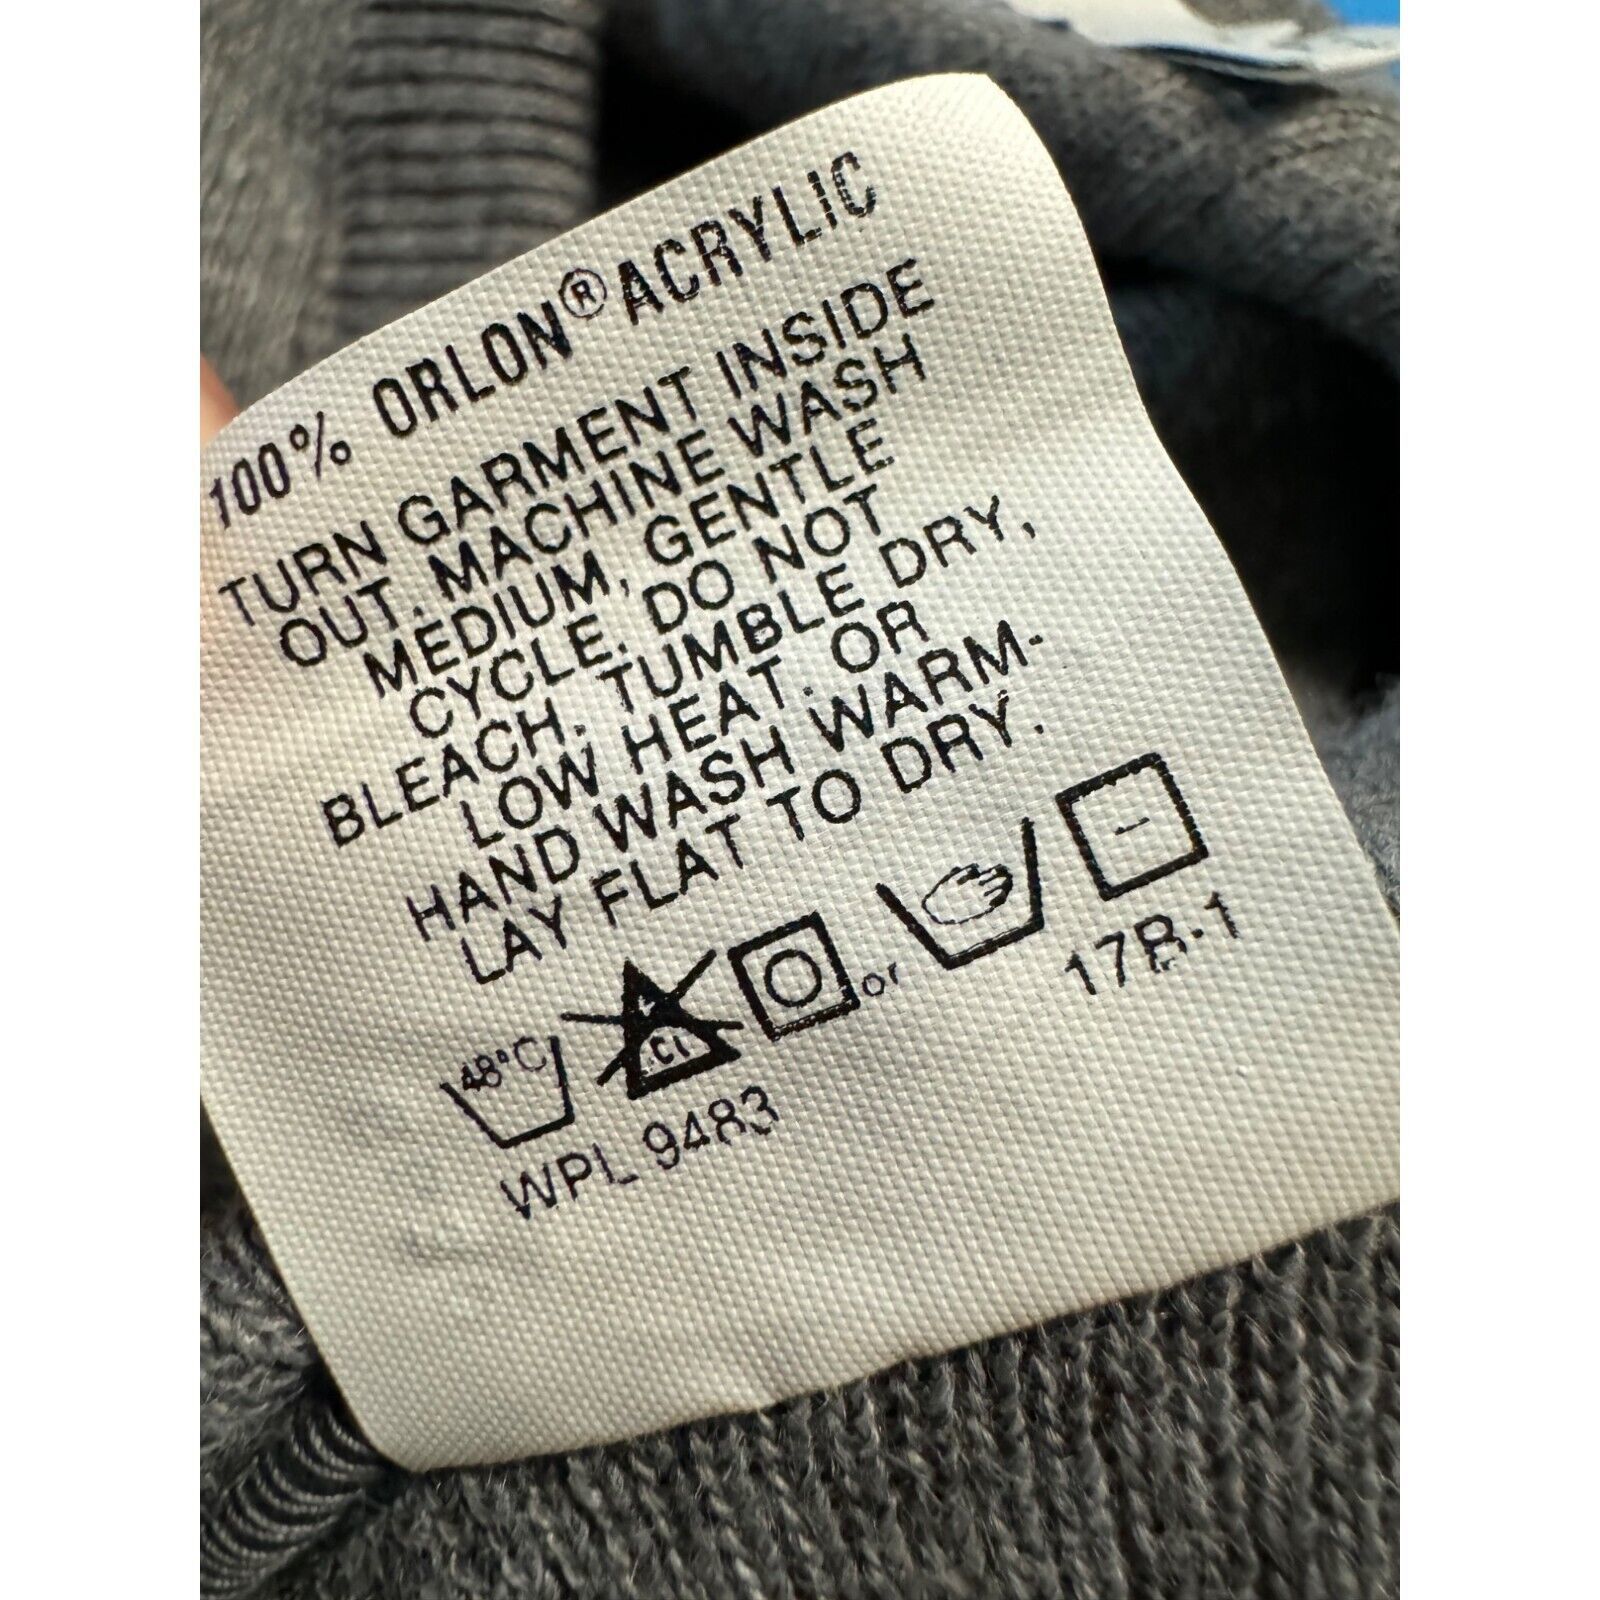 100% ORLON® ACRYLIC
TURN GARMENT INSIDE
OUT. MACHINE WASH
MEDIUM, GENTLE
CYCLE. DO NOT
BLEACH. TUMBLE DRY,
LOW HEAT. OR
HAND WASH WARM-
LAY FLAT TO DRY.
48°C CL or 17B-1
WPL 9483